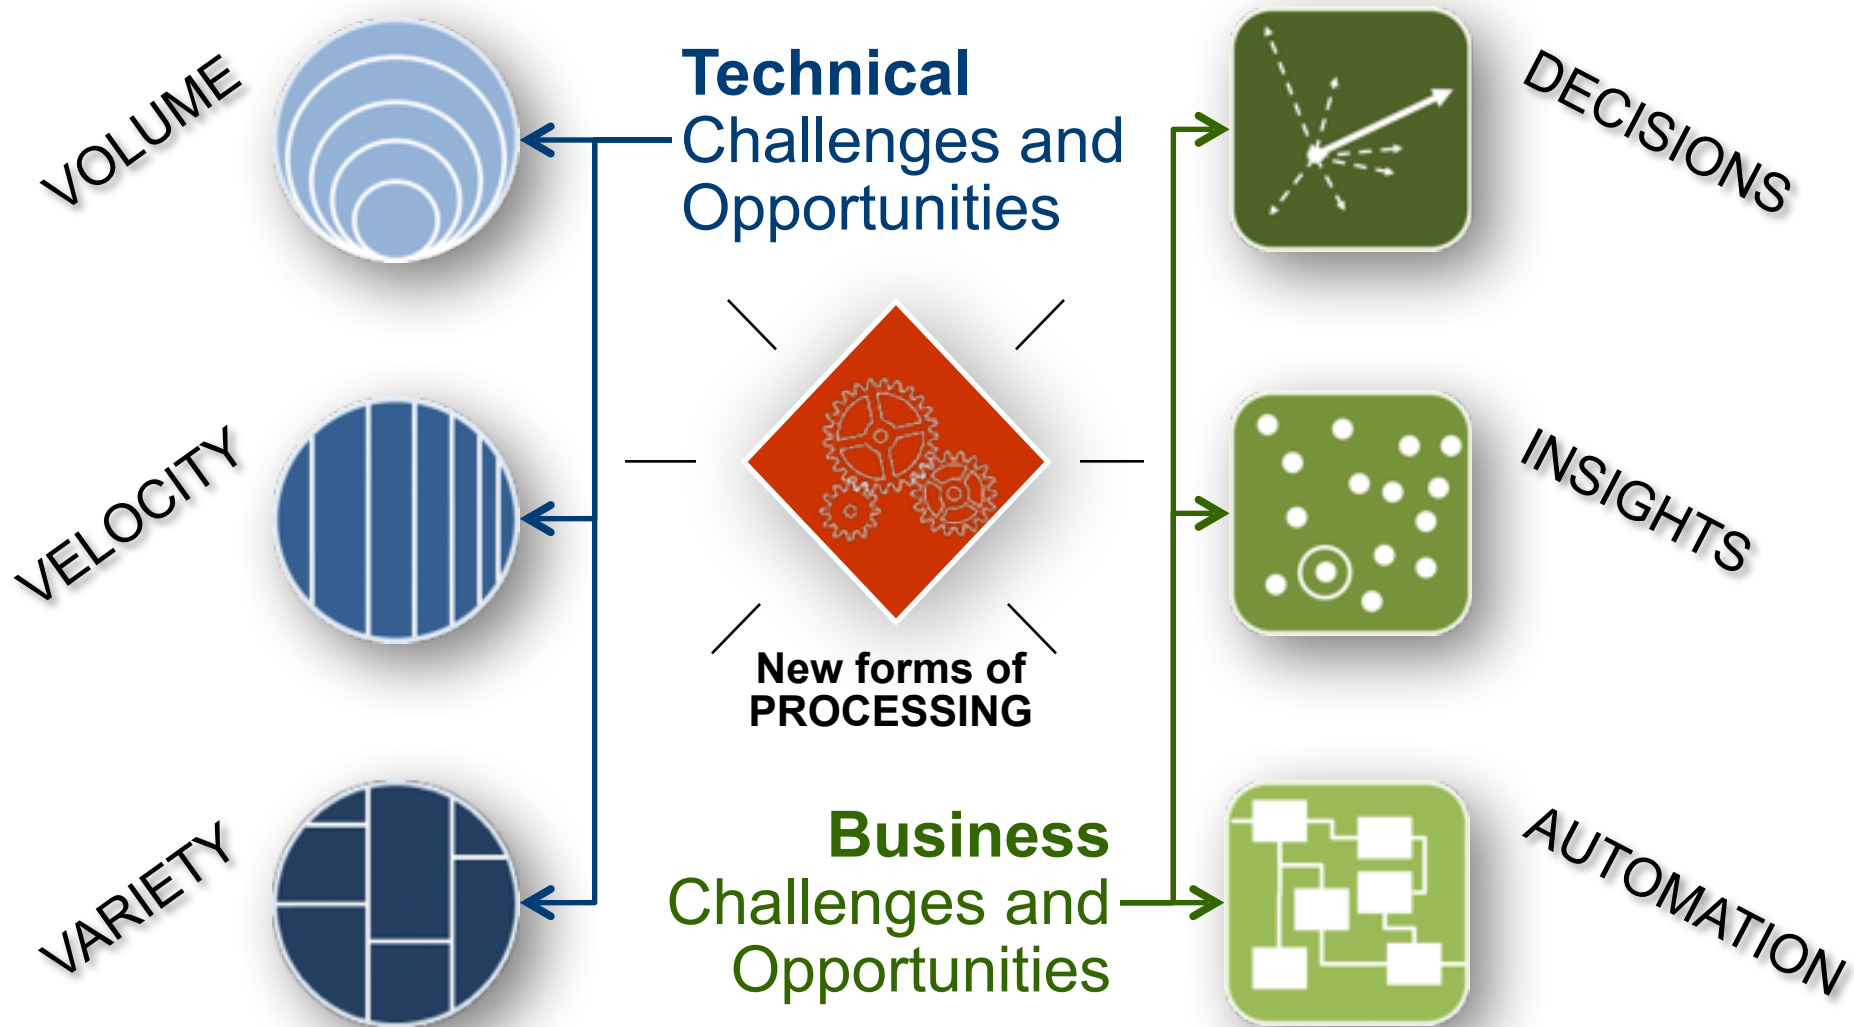 VOLUME
Technical
Challenges and
Opportunities
DECISIONS
VELOCITY
INSIGHTS
New forms of
PROCESSING
VARIETY
Business
Challenges and
Opportunities
AUTOMATION